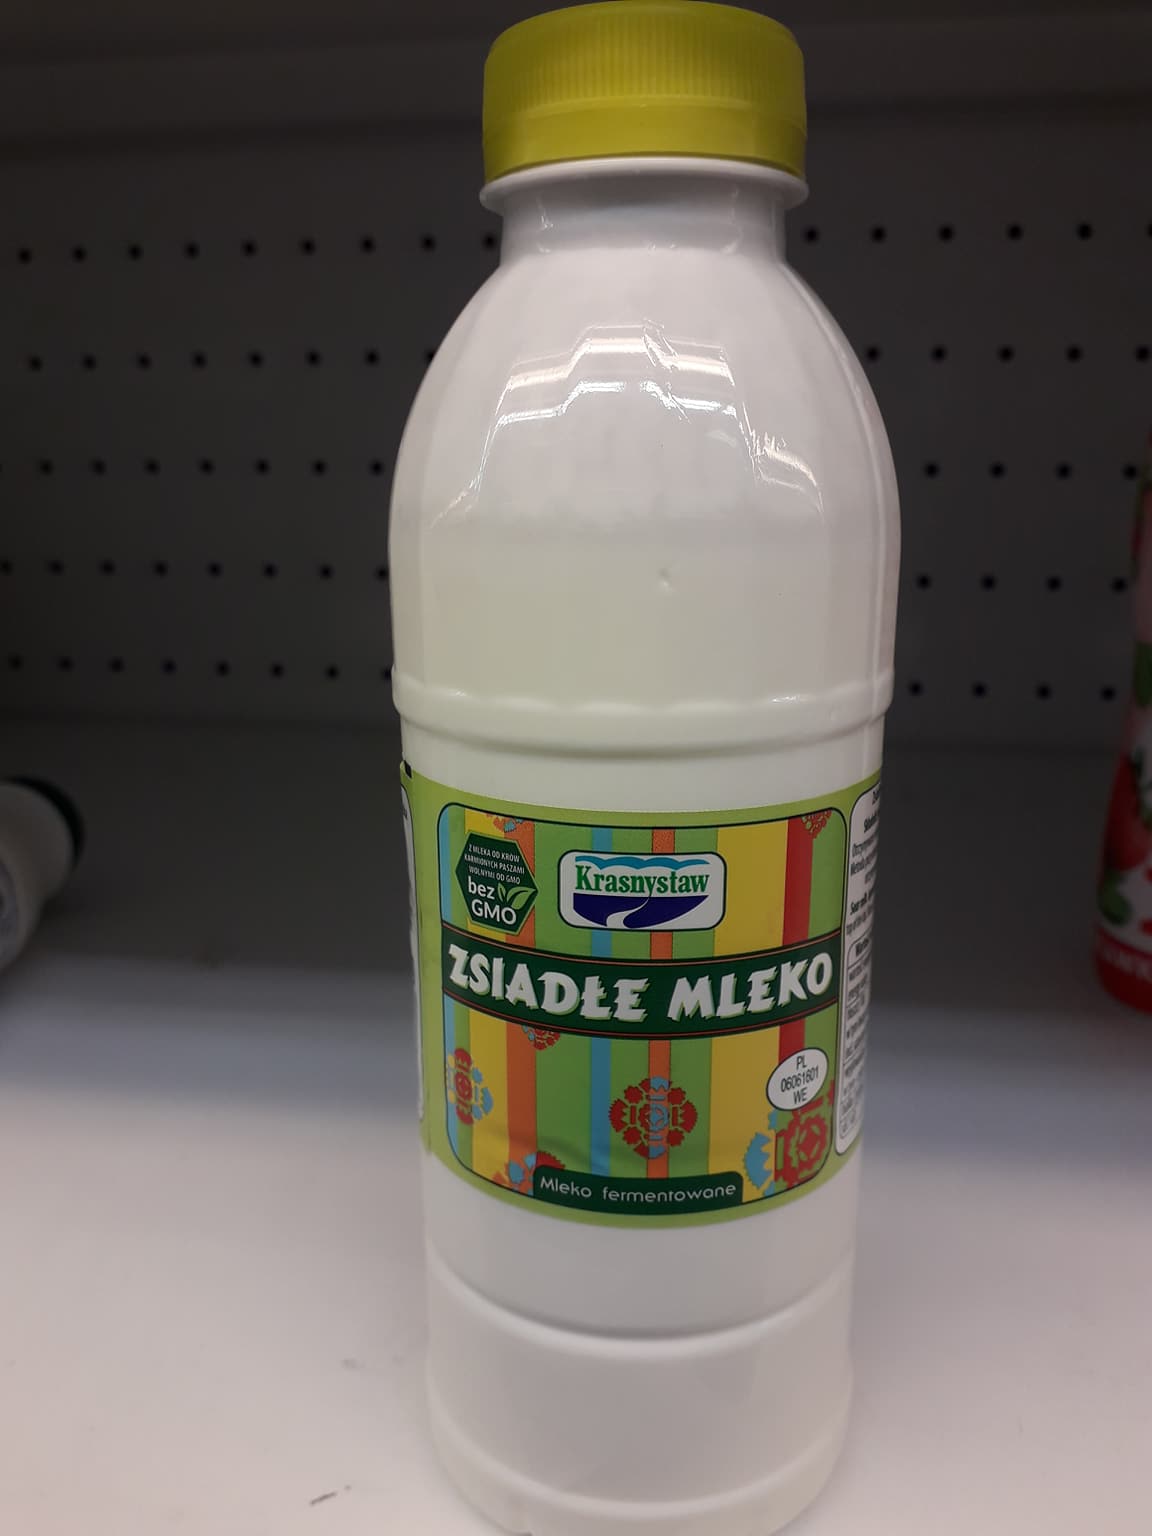 Z MLEKA OD KRÓW
KARMIONYCH PASZAMI
WOLNYMI OD GMO
bez
GMO
Krasnystaw
ZSIADŁE MLEKO
PL
06061601
WE
Mleko fermentowane